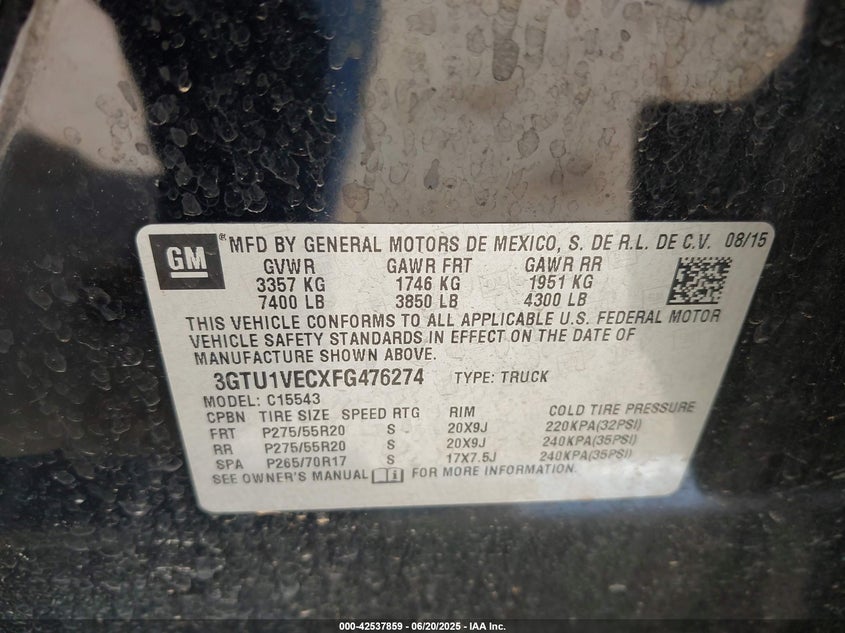 GM ® MFD BY GENERAL MOTORS DE MEXICO, S. DE R.L. DE C.V. 08/15
GVWR GAWR FRT GAWR RR
3357 KG 1746 KG 1951 KG
7400 LB 3850 LB 4300 LB
THIS VEHICLE CONFORMS TO ALL APPLICABLE U.S. FEDERAL MOTOR
VEHICLE SAFETY STANDARDS IN EFFECT ON THE DATE OF
MANUFACTURE SHOWN ABOVE.
3GTU1VECXFG476274 TYPE: TRUCK
MODEL: C15543
CPBN TIRE SIZE SPEED RTG RIM COLD TIRE PRESSURE
FRT P275/55R20 S 20X9J 220KPA(32PSI)
RR P275/55R20 S 20X9J 240KPA(35PSI)
SPA P265/70R17 S 17X7.5J 240KPA(35PSI)
SEE OWNER'S MANUAL FOR MORE INFORMATION.
000-42537859 - 06/20/2025 - IAA Inc.